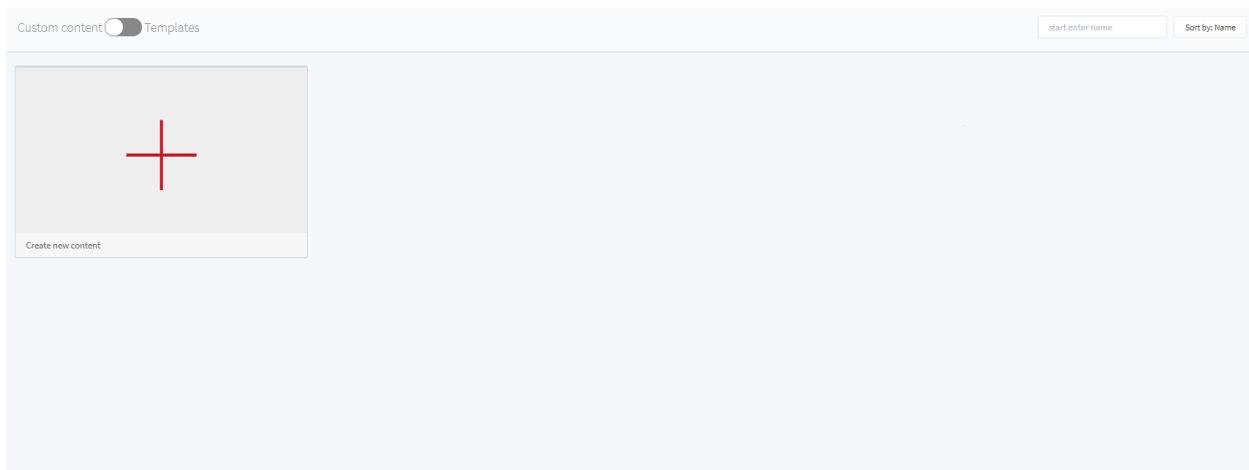 Custom content Templates
start enter name
Sort by: Name
Create new content